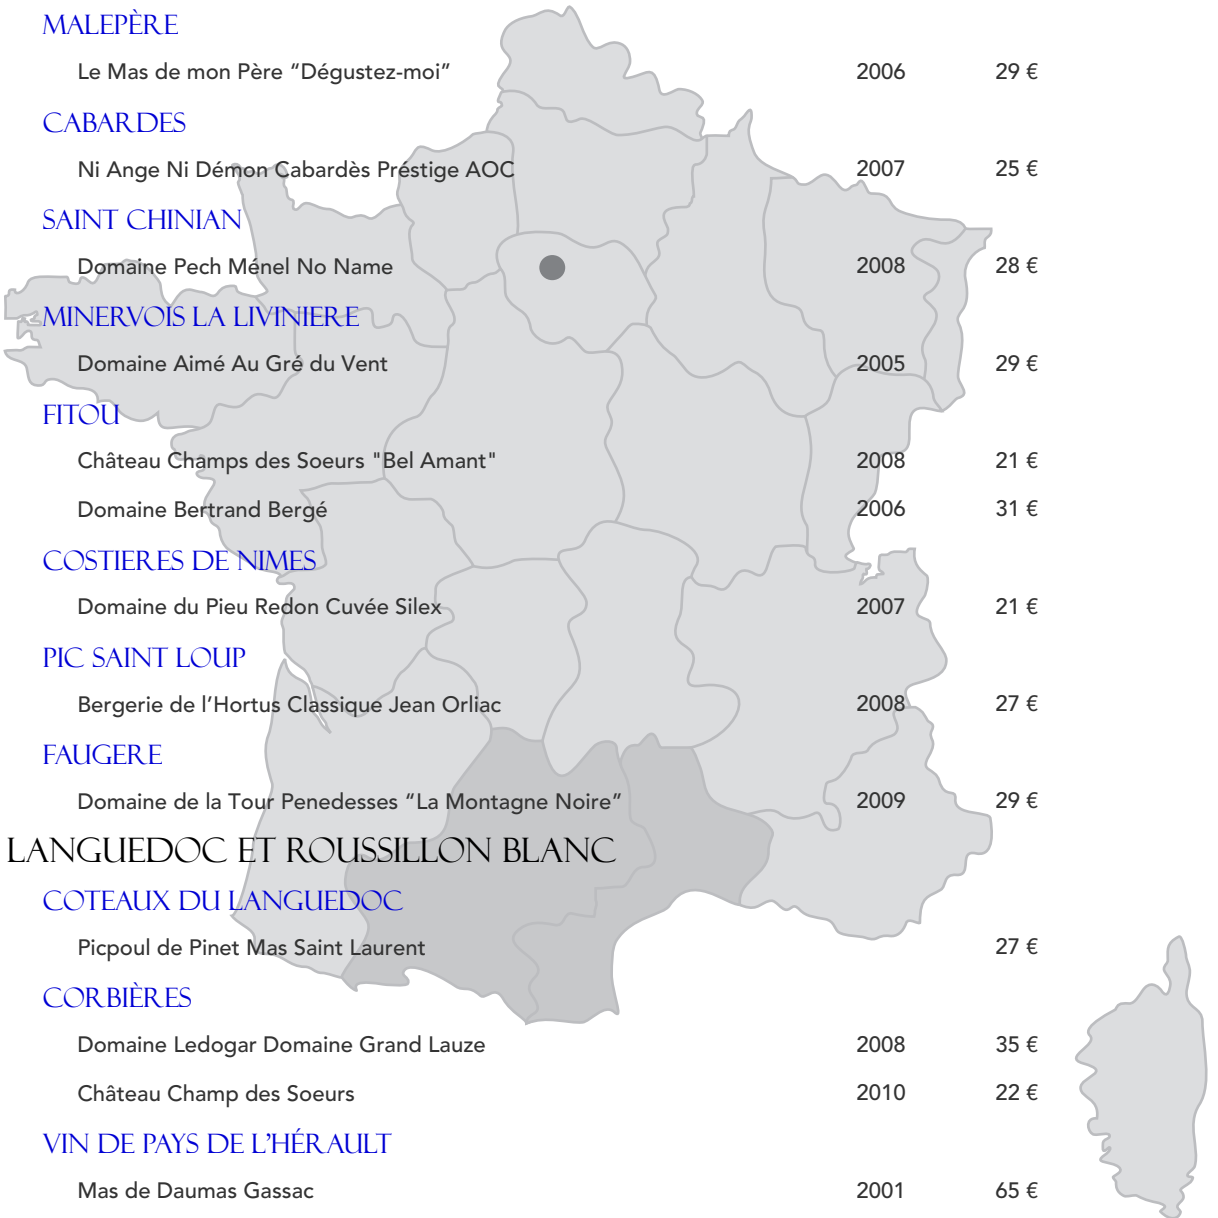 MALEPÈRE
Le Mas de mon Père “Dégustez-moi” 2006 29 €
CABARDES
Ni Ange Ni Démon Cabardès Préstige AOC 2007 25 €
SAINT CHINIAN
Domaine Pech Ménel No Name 2008 28 €
MINERVOIS LA LIVINIERE
Domaine Aimé Au Gré du Vent 2005 29 €
FITOU
Château Champs des Soeurs "Bel Amant" 2008 21 €
Domaine Bertrand Bergé 2006 31 €
COSTIERES DE NIMES
Domaine du Pieu Redon Cuvée Silex 2007 21 €
PIC SAINT LOUP
Bergerie de l’Hortus Classique Jean Orliac 2008 27 €
FAUGERE
Domaine de la Tour Penedesses “La Montagne Noire” 2009 29 €
LANGUEDOC ET ROUSSILLON BLANC
COTEAUX DU LANGUEDOC
Picpoul de Pinet Mas Saint Laurent 27 €
CORBIÈRES
Domaine Ledogar Domaine Grand Lauze 2008 35 €
Château Champ des Soeurs 2010 22 €
VIN DE PAYS DE L’HÉRAULT
Mas de Daumas Gassac 2001 65 €